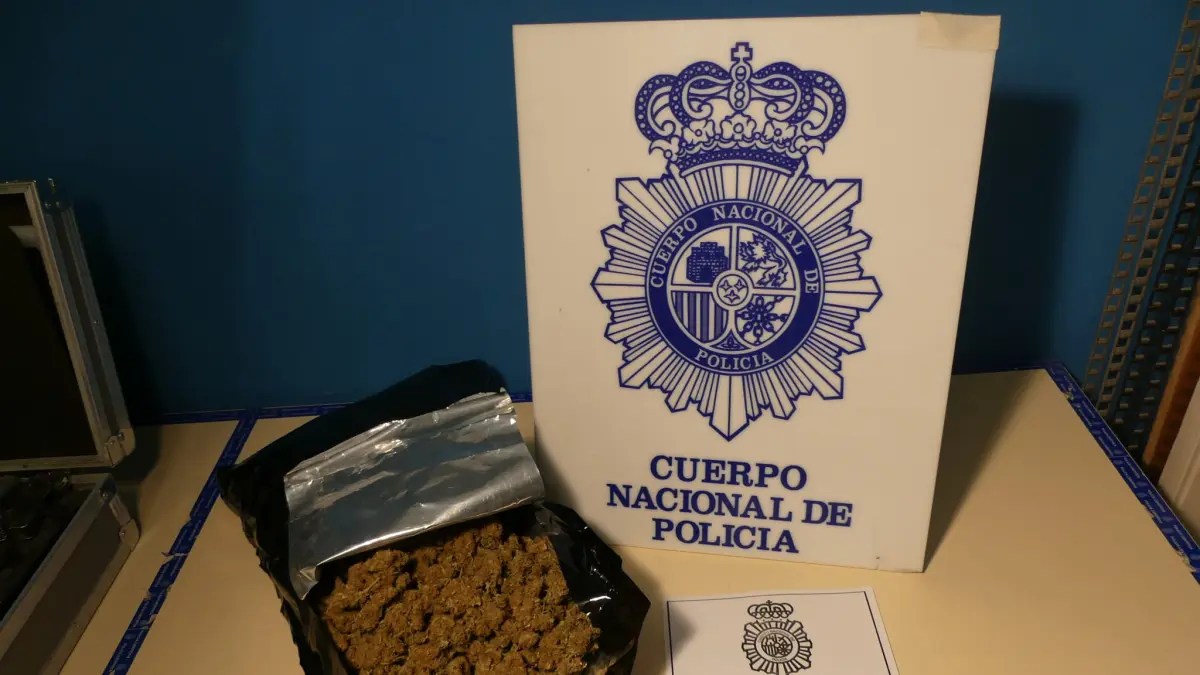 CUERPO NACIONAL DE
POLICIA
CUERPO
NACIONAL DE
POLICIA